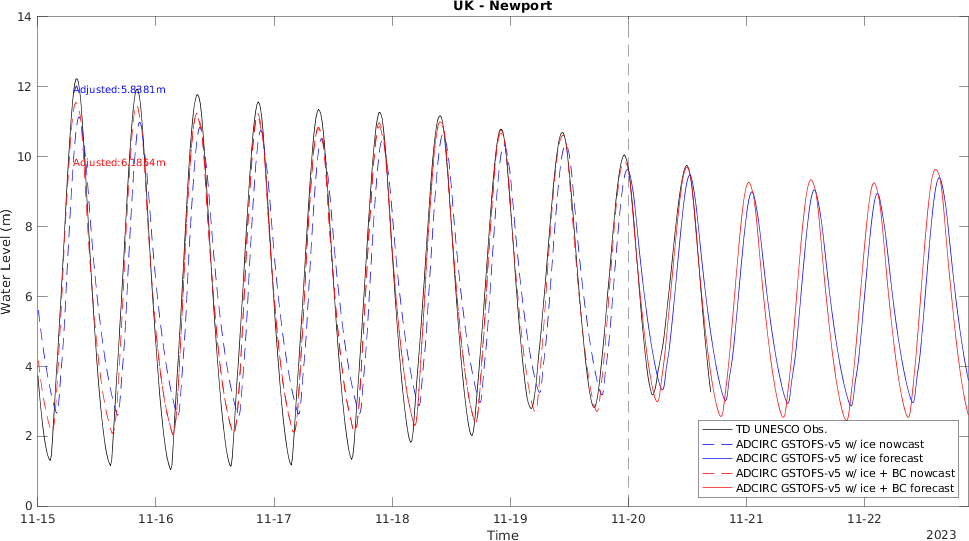 UK - Newport
14
12
10
8
6
4
2
0
Water Level (m)
Adjusted:5.8381m
Adjusted:6.1854m
TD UNESCO Obs.
ADCIRC GSTOFS-v5 w/ ice nowcast
ADCIRC GSTOFS-v5 w/ ice forecast
ADCIRC GSTOFS-v5 w/ ice + BC nowcast
ADCIRC GSTOFS-v5 w/ ice + BC forecast
11-15 11-16 11-17 11-18 11-19 11-20 11-21 11-22
Time
2023